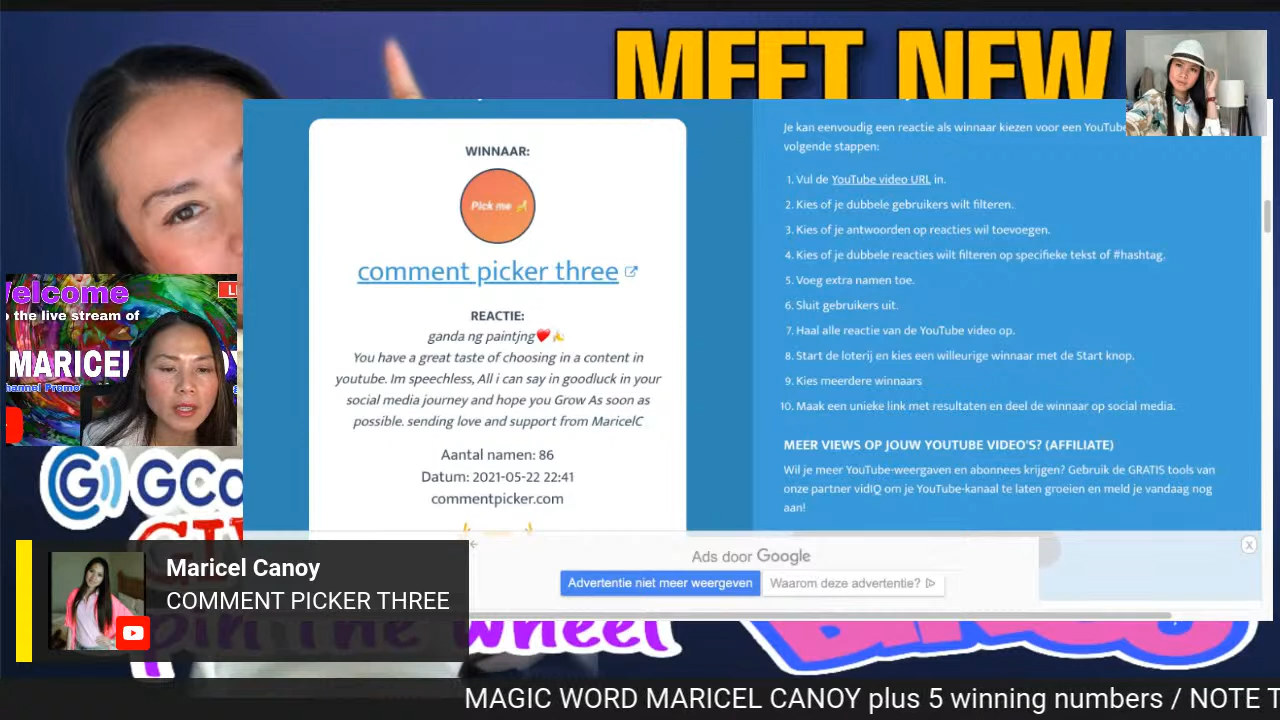 MEET NEW
WINNAAR:
Pick me
comment picker three
REACTIE:
ganda ng paintjng❤️
You have a great taste of choosing in a content in
youtube. Im speechless, All i can say in goodluck in your
social media journey and hope you Grow As soon as
possible. sending love and support from MaricelC
Aantal namen: 86
Datum: 2021-05-22 22:41
commentpicker.com
Je kan eenvoudig een reactie als winnaar kiezen voor een YouTube
volgende stappen:
1. Vul de YouTube video URL in.
2. Kies of je dubbele gebruikers wilt filteren.
3. Kies of je antwoorden op reacties wil toevoegen.
4. Kies of je dubbele reacties wilt filteren op specifieke tekst of #hashtag.
5. Voeg extra namen toe.
6. Sluit gebruikers uit.
7. Haal alle reactie van de YouTube video op.
8. Start de loterij en kies een willeurige winnaar met de Start knop.
9. Kies meerdere winnaars
10. Maak een unieke link met resultaten en deel de winnaar op social media.
MEER VIEWS OP JOUW YOUTUBE VIDEO'S? (AFFILIATE)
Wil je meer YouTube-weergaven en abonnees krijgen? Gebruik de GRATIS tools van
onze partner vidIQ om je YouTube-kanaal te laten groeien en meld je vandaag nog
aan!
Welcome
o the live stream of
MARICEL
hannel Promo
GCa
Ads door Google
Advertentie niet meer weergeven
Waarom deze advertentie?
X
Maricel Canoy
COMMENT PICKER THREE
pin the wheel
MAGIC WORD MARICEL CANOY plus 5 winning numbers / NOTE T